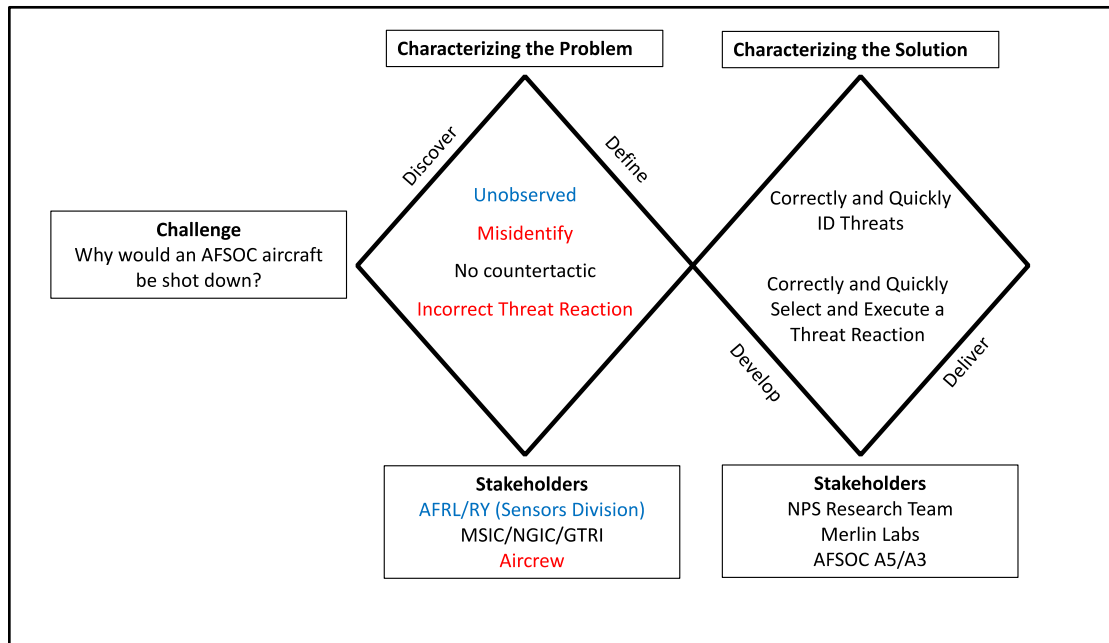 Characterizing the Problem
Characterizing the Solution
Discover
Define
Unobserved
Misidentify
No countertactic
Incorrect Threat Reaction
Correctly and Quickly
ID Threats
Correctly and Quickly
Select and Execute a
Threat Reaction
Develop
Deliver
Challenge
Why would an AFSOC aircraft
be shot down?
Stakeholders
AFRL/RY (Sensors Division)
MSIC/NGIC/GTRI
Aircrew
Stakeholders
NPS Research Team
Merlin Labs
AFSOC A5/A3